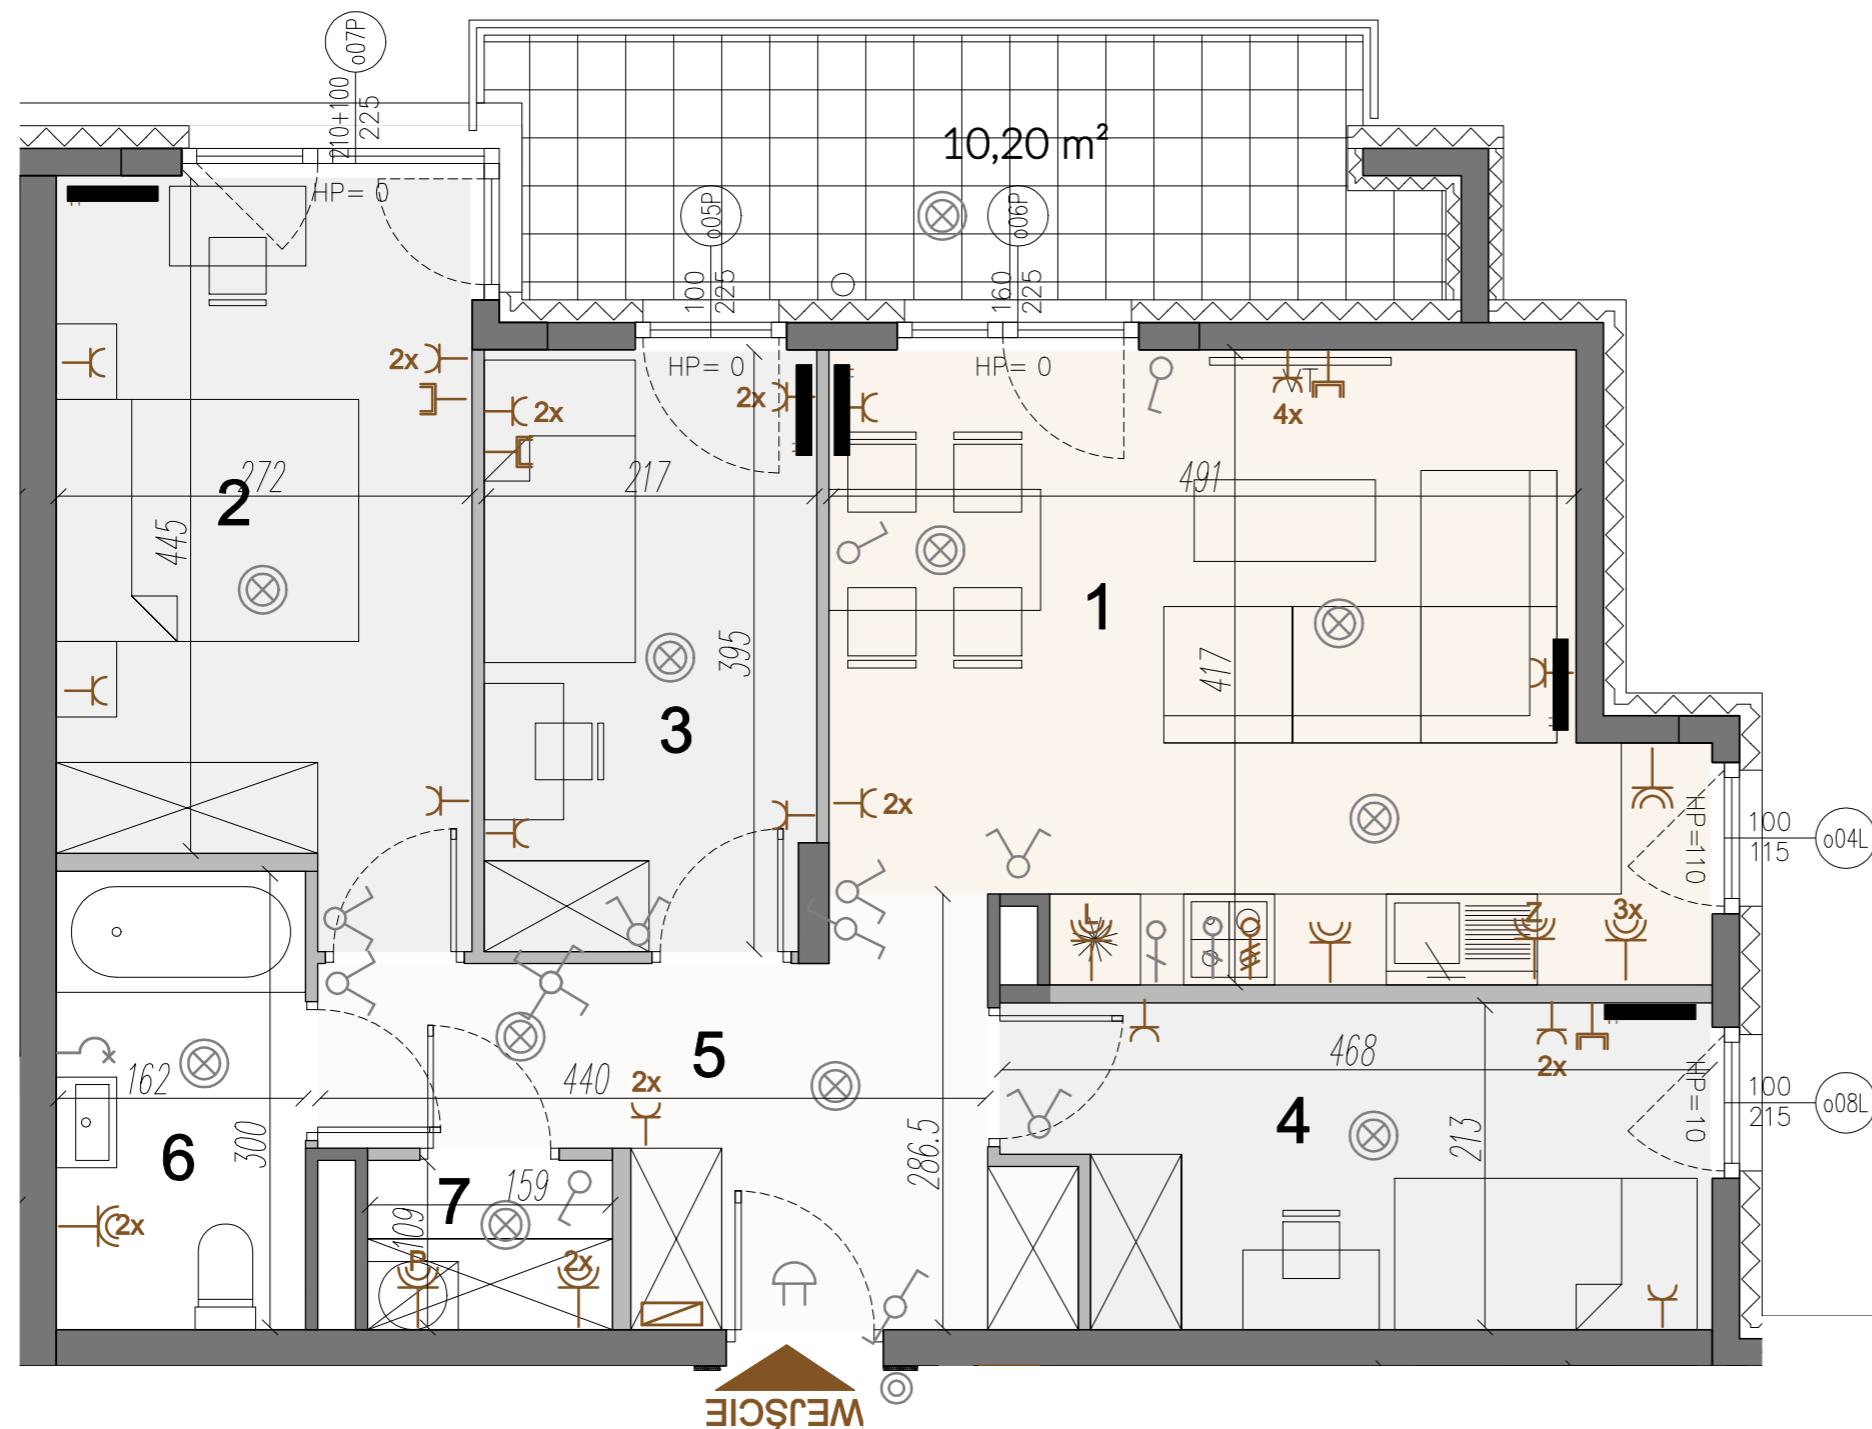 o07P
210+100
225
10,20 m²
HP= 0
o05P
100
225
o06P
160
225
HP= 0
HP= 0
VT
2x
2x
2x
4x
272
2
445
217
491
395
3
1
417
2x
HP=110
100
115
o04L
L
Z
3x
5
162
440
2x
468
2x
HP=10
100
215
o08L
4
213
6
300
286.5
7
159
109
2x
P
2x
WEJŚCIE